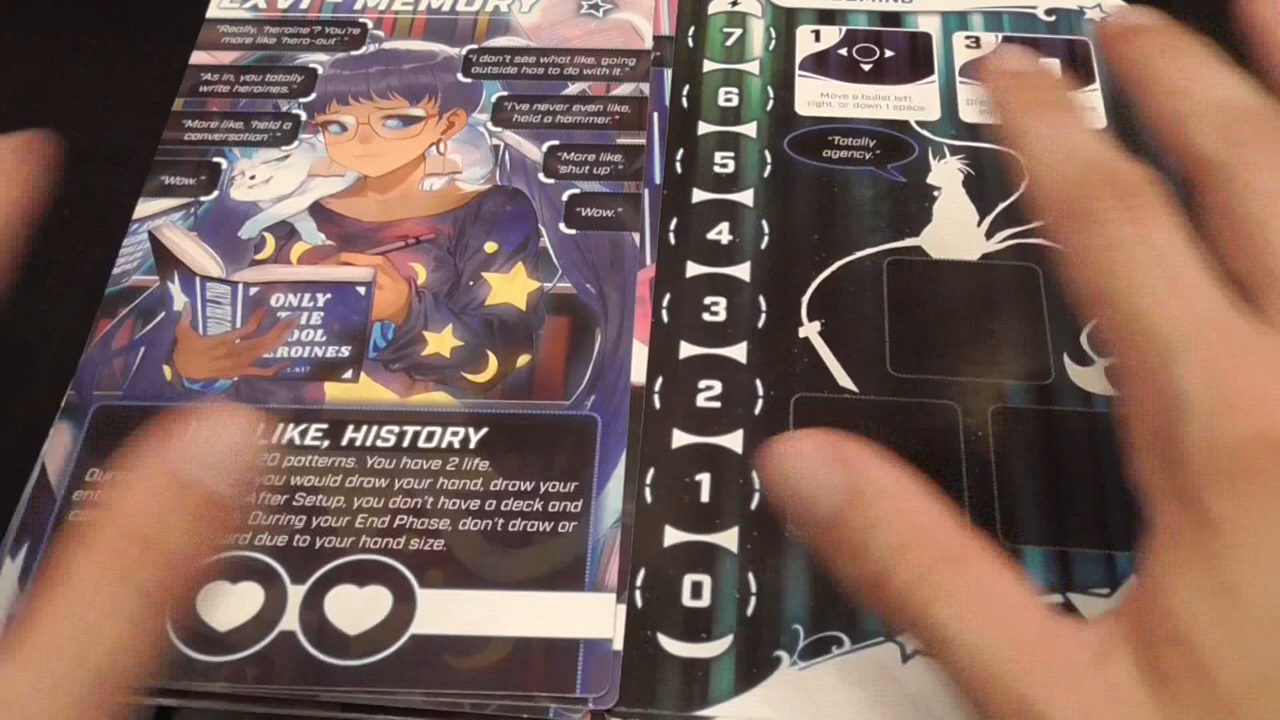 LXVI - MEMORY
"Really, 'heroine'? You're
more like 'hero-out'."
"I don't see what like, going
outside has to do with it."
"As in, you totally
write heroines."
"I've never even like,
held a hammer."
"More like, 'held a
conversation'."
"More like,
'shut up'."
"Wow."
"Wow."
ONLY
THE
COOL
HEROINES
LIKE, HISTORY
20 patterns. You have 2 life.
you would draw your hand, draw your
After Setup, you don't have a deck and
During your End Phase, don't draw or
due to your hand size.
7
6
5
4
3
2
1
0
1
Move a bullet left,
right, or down 1 space.
3
"Totally
agency."